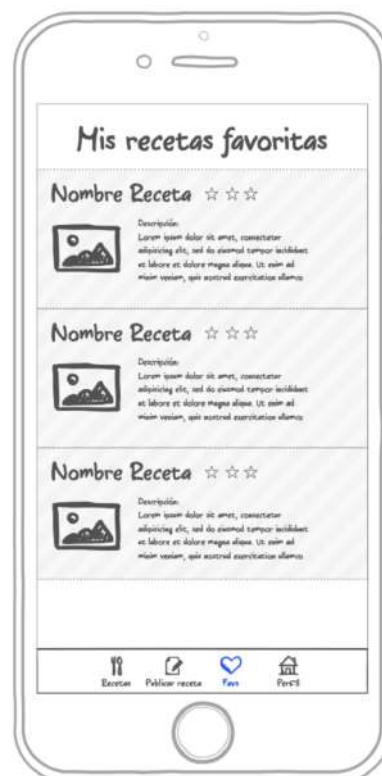 Mis recetas favoritas
Nombre Receta ☆ ☆ ☆
Descripción:
Lorem ipsum dolor sit amet, consectetur
adipisicing elit, sed do eiusmod tempor incididunt
et labore et dolore magna aliqua. Ut enim ad
minim veniam, quis nostrud exercitation ullamco
Nombre Receta ☆ ☆ ☆
Descripción:
Lorem ipsum dolor sit amet, consectetur
adipisicing elit, sed do eiusmod tempor incididunt
et labore et dolore magna aliqua. Ut enim ad
minim veniam, quis nostrud exercitation ullamco
Nombre Receta ☆ ☆ ☆
Descripción:
Lorem ipsum dolor sit amet, consectetur
adipisicing elit, sed do eiusmod tempor incididunt
et labore et dolore magna aliqua. Ut enim ad
minim veniam, quis nostrud exercitation ullamco
Recetas Publicar receta Favs Perfil